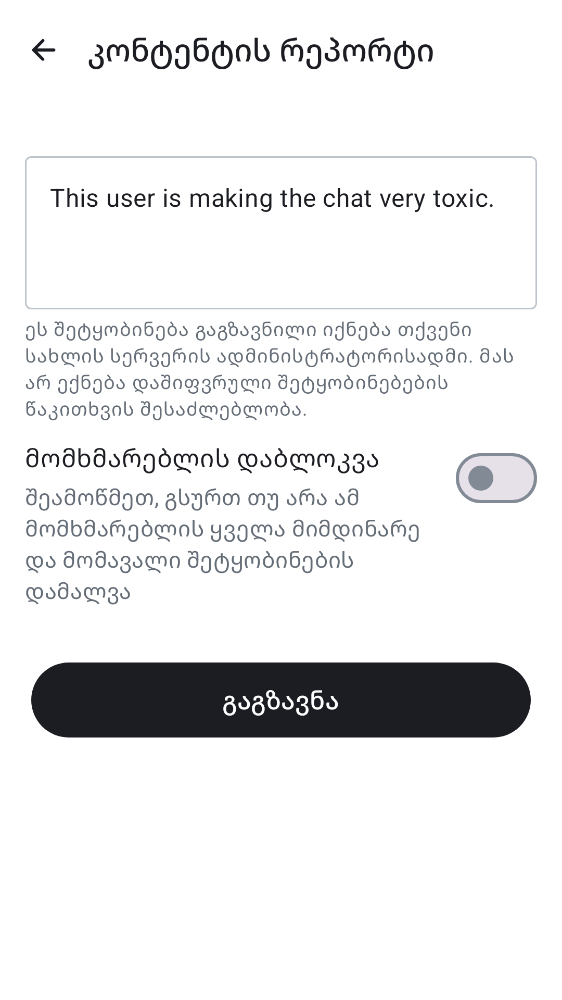 კონტენტის რეპორტი
This user is making the chat very toxic.
ეს შეტყობინება გაგზავნილი იქნება თქვენი
სახლის სერვერის ადმინისტრატორისადმი. მას
არ ექნება დაშიფვრული შეტყობინებების
წაკითხვის შესაძლებლობა.
მომხმარებლის დაბლოკვა
შეამოწმეთ, გსურთ თუ არა ამ
მომხმარებლის ყველა მიმდინარე
და მომავალი შეტყობინების
დამალვა
გაგზავნა